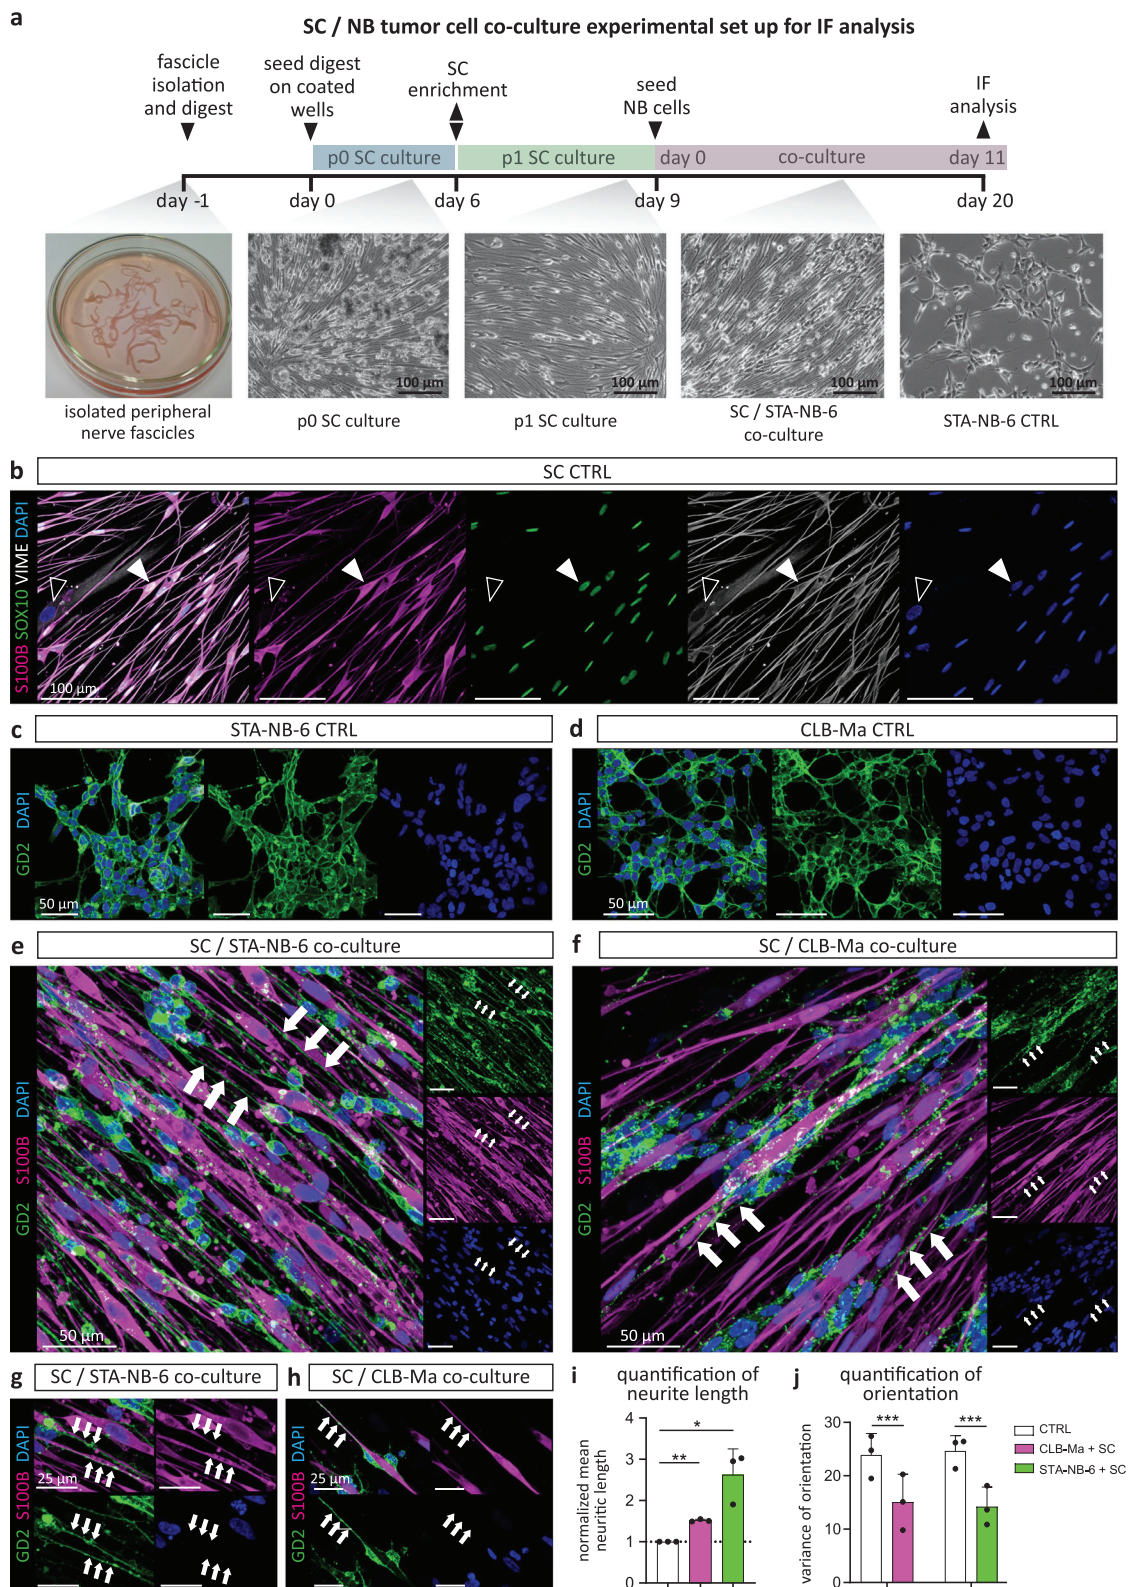 a
SC / NB tumor cell co-culture experimental set up for IF analysis
fascicle
isolation
and digest
seed digest
on coated
wells
SC
enrichment
seed
NB cells
IF
analysis
p0 SC culture
p1 SC culture
day 0
co-culture
day 11
day -1
day 0
day 6
day 9
day 20
100 µm
100 µm
100 µm
100 µm
isolated peripheral
nerve fascicles
p0 SC culture
p1 SC culture
SC / STA-NB-6
co-culture
STA-NB-6 CTRL
b
SC CTRL
S100B SOX10 VIME DAPI
100 µm
c
STA-NB-6 CTRL
GD2 DAPI
50 µm
d
CLB-Ma CTRL
GD2 DAPI
50 µm
e
SC / STA-NB-6 co-culture
GD2 S100B DAPI
50 µm
f
SC / CLB-Ma co-culture
GD2 S100B DAPI
50 µm
g
SC / STA-NB-6 co-culture
GD2 S100B DAPI
25 µm
h
SC / CLB-Ma co-culture
GD2 S100B DAPI
25 µm
i
quantification of
neurite length
normalized mean
neuritic length
4
3
2
1
0
*
**
j
quantification of
orientation
variance of orientation
30
20
10
0
***
***
CTRL
CLB-Ma + SC
STA-NB-6 + SC